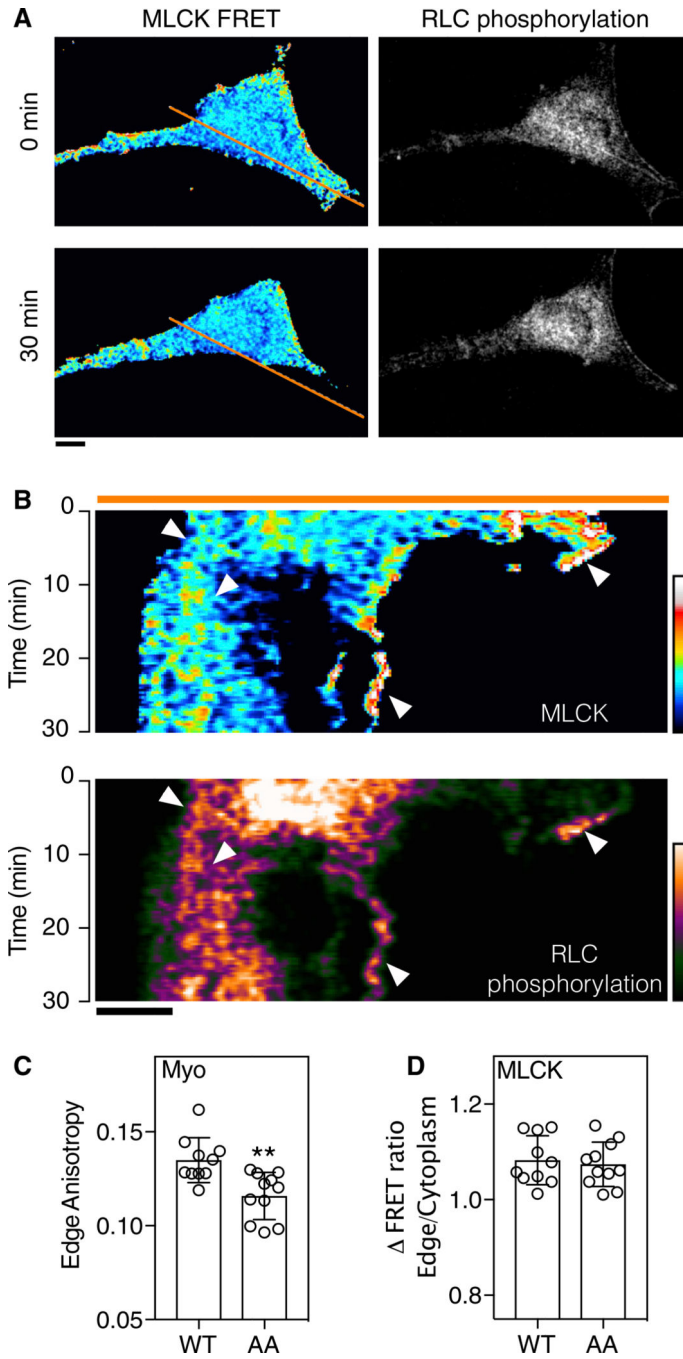 A
MLCK FRET
RLC phosphorylation
0 min
30 min
B
0
10
20
30
Time (min)
MLCK
0
10
20
30
Time (min)
RLC
phosphorylation
C
Myo
0.15
0.10
0.05
Edge Anisotropy
**
WT
AA
D
MLCK
1.2
1.0
0.8
Δ FRET ratio
Edge/Cytoplasm
WT
AA